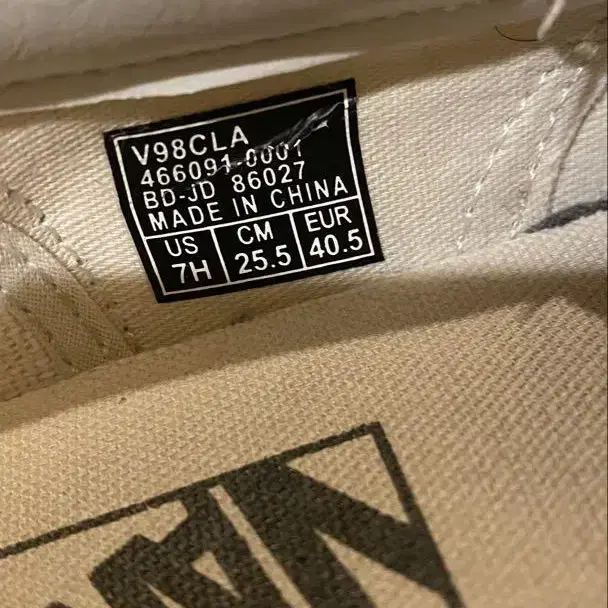 V98CLA
466091-0001
BD-JD 86027
MADE IN CHINA
US CM EUR
7H 25.5 40.5